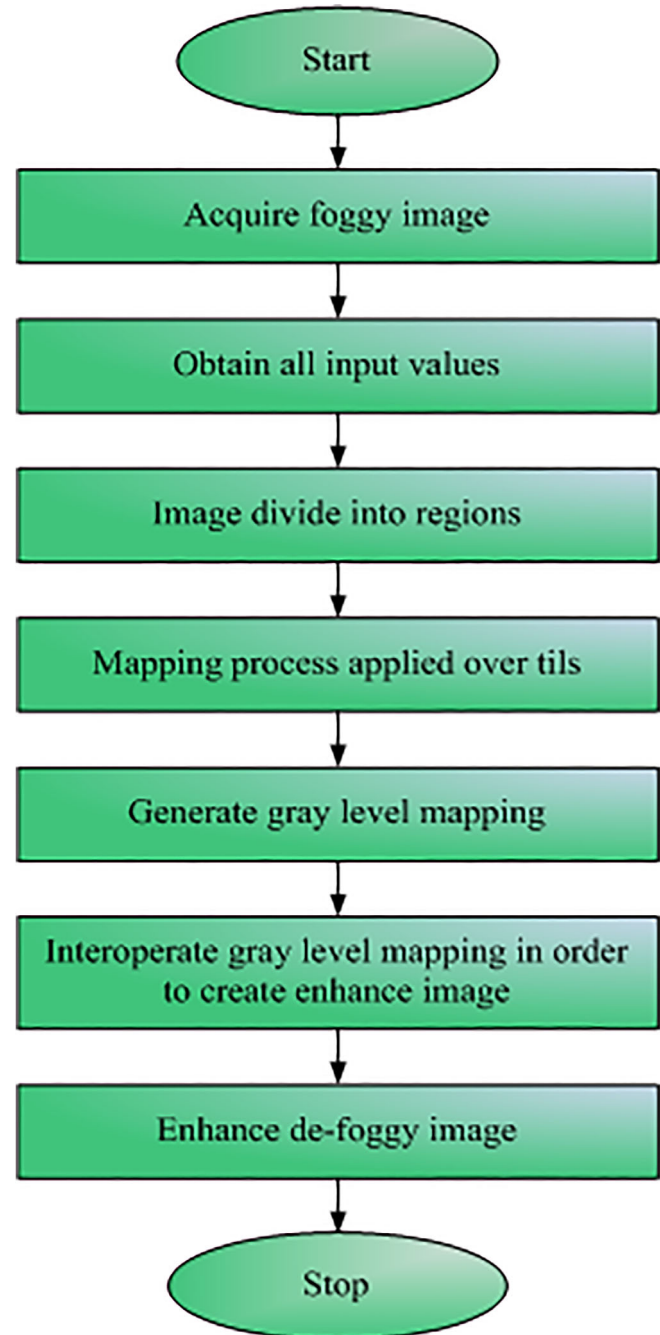 Start
Acquire foggy image
Obtain all input values
Image divide into regions
Mapping process applied over tils
Generate gray level mapping
Interoperate gray level mapping in order
to create enhance image
Enhance de-foggy image
Stop